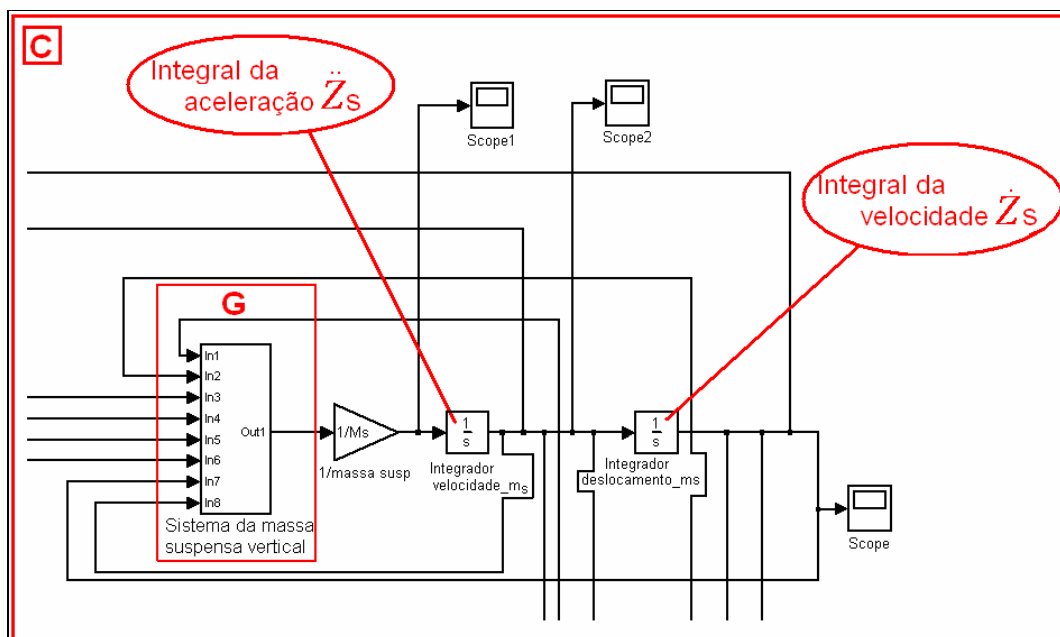 C
Integral da
aceleração Z̈s
Scope1
Scope2
Integral da
velocidade Żs
G
In1
In2
In3
In4
In5
In6
In7
In8
Out1
Sistema da massa
suspensa vertical
1/Ms
1/massa susp
1
s
Integrador
velocidade_ms
1
s
Integrador
deslocamento_ms
Scope